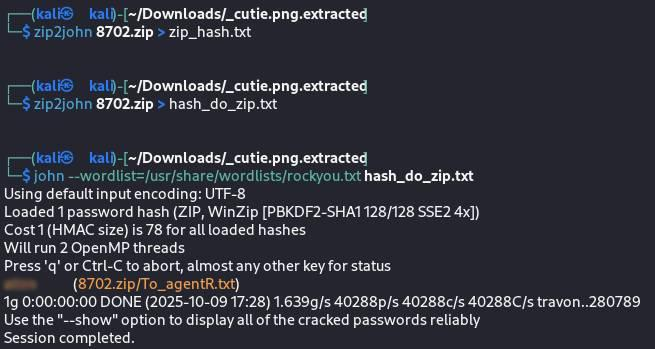 ┌──(kali㉿kali)-[~/Downloads/_cutie.png.extracted]
└─$ zip2john 8702.zip > zip_hash.txt
┌──(kali㉿kali)-[~/Downloads/_cutie.png.extracted]
└─$ zip2john 8702.zip > hash_do_zip.txt
┌──(kali㉿kali)-[~/Downloads/_cutie.png.extracted]
└─$ john --wordlist=/usr/share/wordlists/rockyou.txt hash_do_zip.txt
Using default input encoding: UTF-8
Loaded 1 password hash (ZIP, WinZip [PBKDF2-SHA1 128/128 SSE2 4x])
Cost 1 (HMAC size) is 78 for all loaded hashes
Will run 2 OpenMP threads
Press 'q' or Ctrl-C to abort, almost any other key for status
(8702.zip/To_agentR.txt)
1g 0:00:00:00 DONE (2025-10-09 17:28) 1.639g/s 40288p/s 40288c/s 40288C/s travon..280789
Use the "--show" option to display all of the cracked passwords reliably
Session completed.